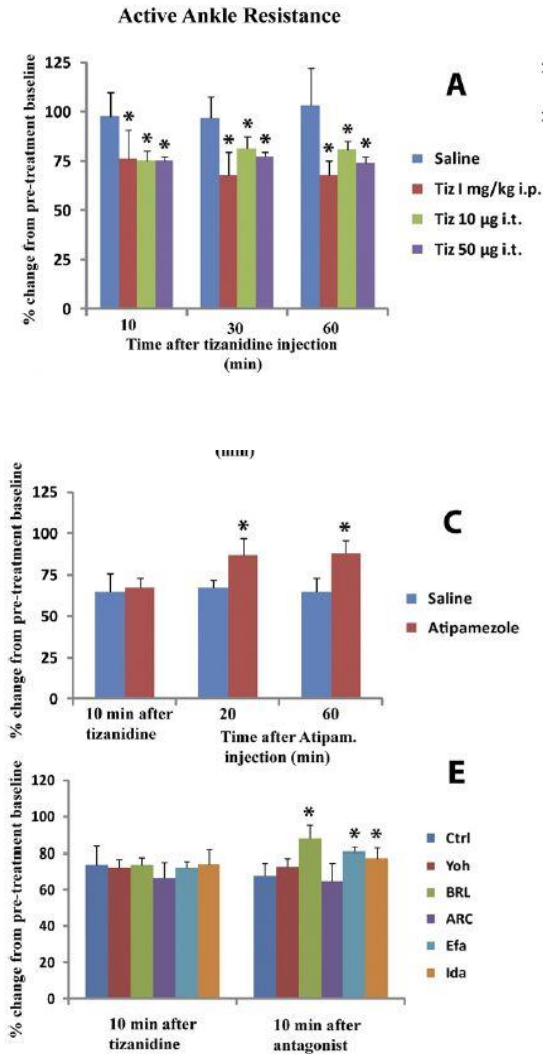 Active Ankle Resistance
A
% change from pre-treatment baseline
125
100
75
50
25
0
10 30 60
Time after tizanidine injection
(min)
Saline
Tiz I mg/kg i.p.
Tiz 10 µg i.t.
Tiz 50 µg i.t.
* * *
* * *
* * *
C
% change from pre-treatment baseline
125
100
75
50
25
0
10 min after
tizanidine
20 60
Time after Atipam.
injection (min)
Saline
Atipamezole
* *
E
% change from pre-treatment baseline
120
100
80
60
40
20
0
10 min after
tizanidine
10 min after
antagonist
Ctrl
Yoh
BRL
ARC
Efa
Ida
* * *